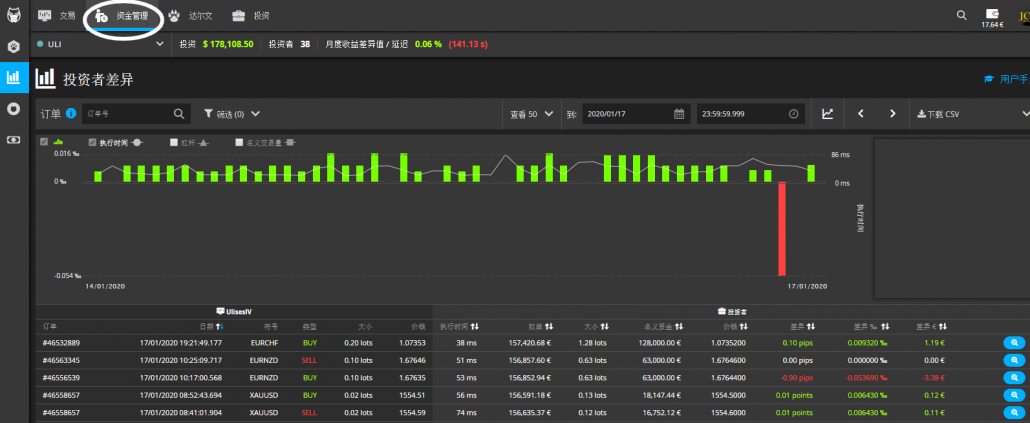 交易 资金管理 达尔文 投资 17.64 €
ULI 投资 $ 178,108.50 投资者 38 月度收益差异值 / 延迟 0.06 % (141.13 s)
投资者差异 用户手
订单 订单号 筛选 (0) 查看 50 到: 2020/01/17 23:59:59.999 下载 CSV
执行时间 杠杆 名义交易量
0.016 ‰ 86 ms
0 ‰ 0 ms
执行时间
-0.054 ‰
14/01/2020 17/01/2020
UlisesIV 投资者
订单 日期 符号 类型 大小 价钱 执行时间 权益 大小 名义资金 价钱 差异 差异 ‰ 差异 €
#46532889 17/01/2020 19:21:49.177 EURCHF BUY 0.20 lots 1.07353 38 ms 157,420.68 € 1.28 lots 128,000.00 € 1.0735200 0.10 pips 0.009320 ‰ 1.19 €
#46563345 17/01/2020 10:25:09.717 EURNZD SELL 0.10 lots 1.67646 51 ms 156,857.60 € 0.63 lots 63,000.00 € 1.6764600 0.00 pips 0.000000 ‰ 0.00 €
#46556539 17/01/2020 10:17:00.568 EURNZD BUY 0.10 lots 1.67635 53 ms 156,852.94 € 0.63 lots 63,000.00 € 1.6764400 -0.90 pips -0.053690 ‰ -3.38 €
#46558657 17/01/2020 08:52:43.694 XAUUSD BUY 0.02 lots 1554.51 56 ms 156,591.18 € 0.13 lots 18,147.44 € 1554.5000 0.01 points 0.006430 ‰ 0.12 €
#46558657 17/01/2020 08:41:01.904 XAUUSD SELL 0.02 lots 1554.59 74 ms 156,635.37 € 0.12 lots 16,752.12 € 1554.6000 0.01 points 0.006430 ‰ 0.11 €